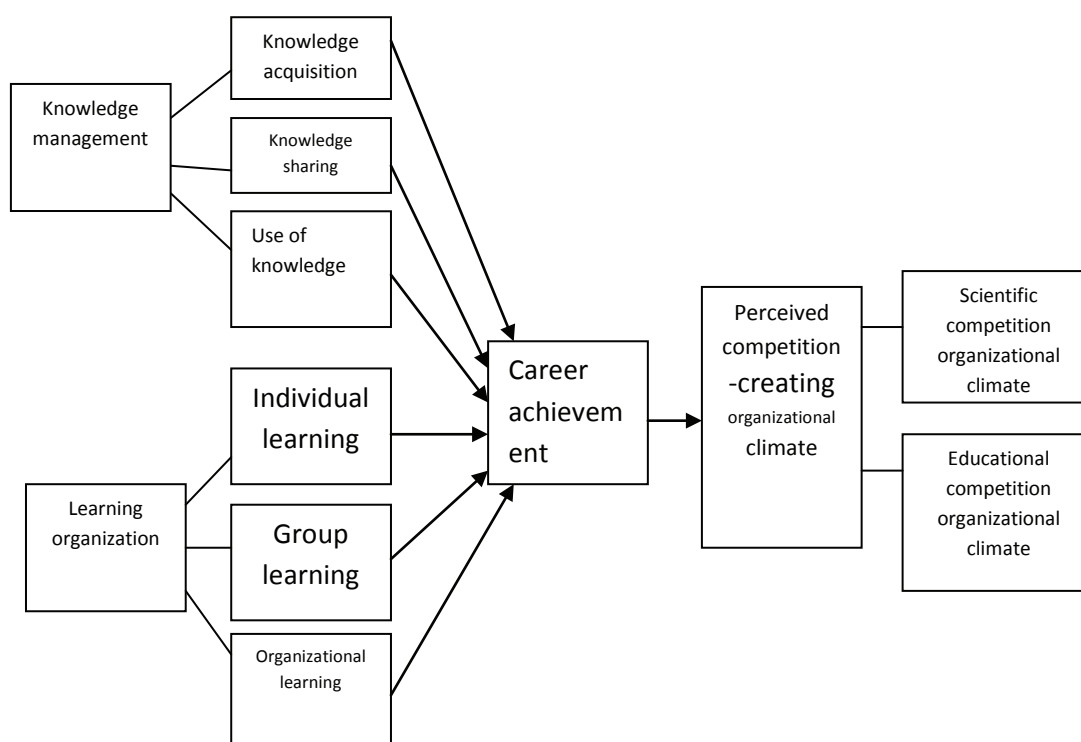 Knowledge
acquisition
Knowledge
management
Knowledge
sharing
Use of
knowledge
Individual
learning
Learning
organization
Group
learning
Organizational
learning
Career
achievem
ent
Perceived
competition
-creating
organizational
climate
Scientific
competition
organizational
climate
Educational
competition
organizational
climate